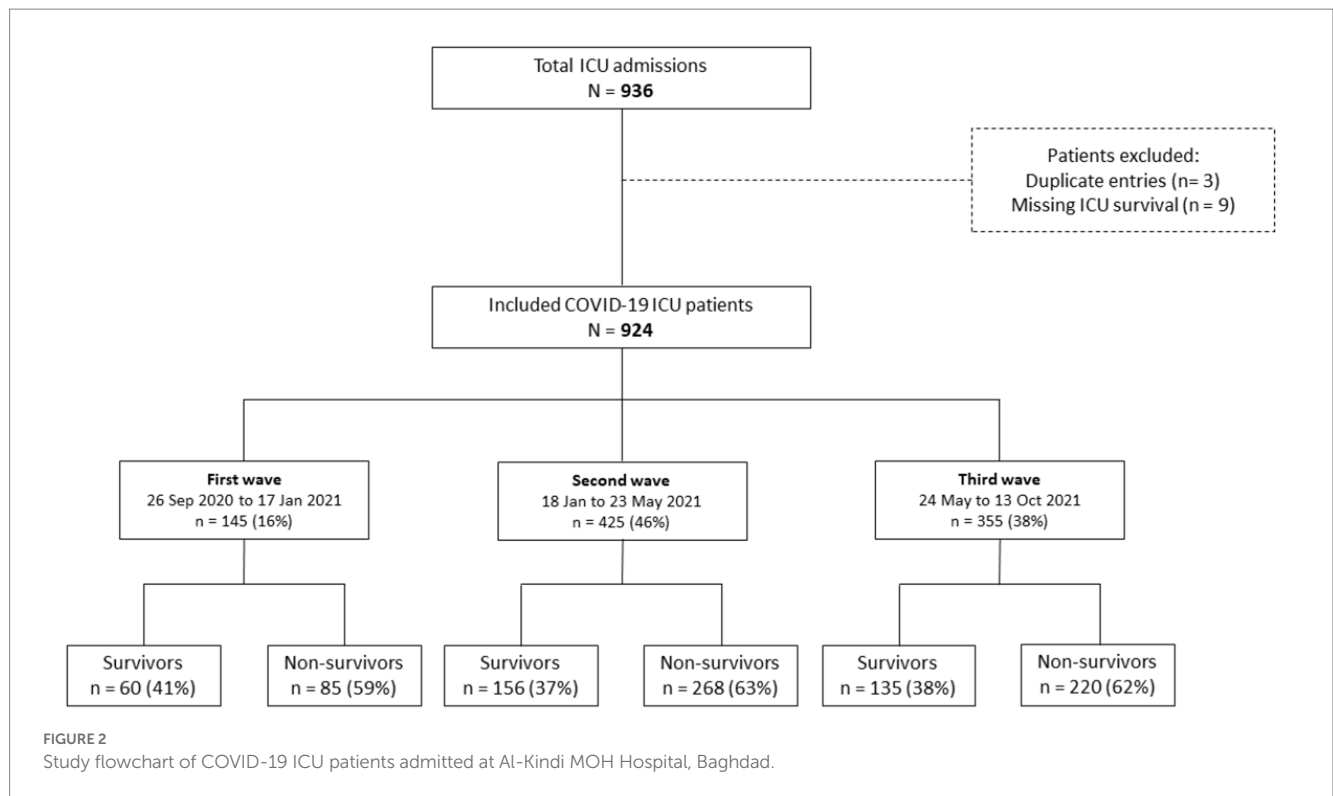 Total ICU admissions
N = 936
Patients excluded:
Duplicate entries (n= 3)
Missing ICU survival (n = 9)
Included COVID-19 ICU patients
N = 924
First wave
26 Sep 2020 to 17 Jan 2021
n = 145 (16%)
Second wave
18 Jan to 23 May 2021
n = 425 (46%)
Third wave
24 May to 13 Oct 2021
n = 355 (38%)
Survivors
n = 60 (41%)
Non-survivors
n = 85 (59%)
Survivors
n = 156 (37%)
Non-survivors
n = 268 (63%)
Survivors
n = 135 (38%)
Non-survivors
n = 220 (62%)
FIGURE 2
Study flowchart of COVID-19 ICU patients admitted at Al-Kindi MOH Hospital, Baghdad.